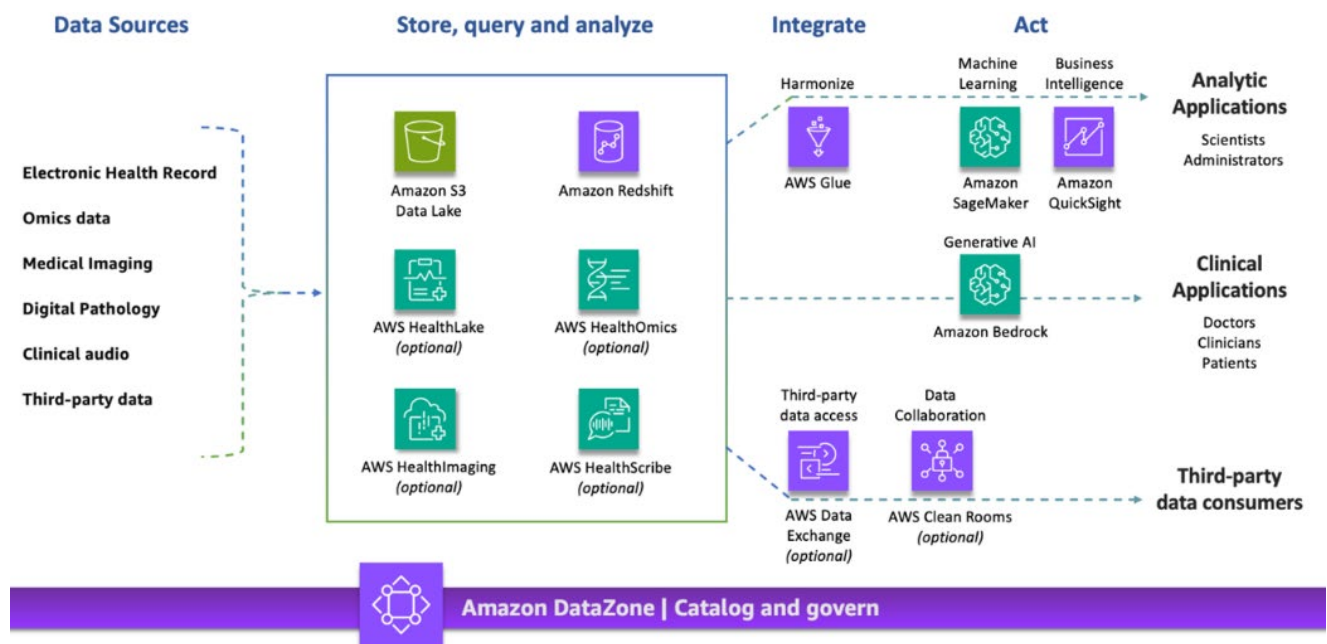 Data Sources
Store, query and analyze
Integrate
Act
Electronic Health Record
Omics data
Medical Imaging
Digital Pathology
Clinical audio
Third-party data
Amazon S3
Data Lake
Amazon Redshift
AWS HealthLake
(optional)
AWS HealthOmics
(optional)
AWS HealthImaging
(optional)
AWS HealthScribe
(optional)
Harmonize
AWS Glue
Machine
Learning
Amazon
SageMaker
Business
Intelligence
Amazon
QuickSight
Analytic
Applications
Scientists
Administrators
Generative AI
Amazon Bedrock
Clinical
Applications
Doctors
Clinicians
Patients
Third-party
data access
AWS Data
Exchange
(optional)
Data
Collaboration
AWS Clean Rooms
(optional)
Third-party
data consumers
Amazon DataZone | Catalog and govern